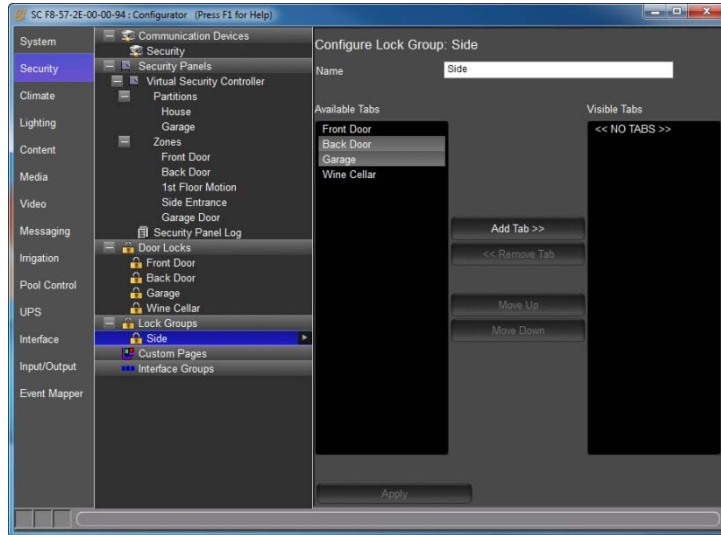 SC F8-57-2E-00-00-94 : Configurator (Press F1 for Help)
System
Security
Climate
Lighting
Content
Media
Video
Messaging
Irrigation
Pool Control
UPS
Interface
Input/Output
Event Mapper
Communication Devices
Security
Security Panels
Virtual Security Controller
Partitions
House
Garage
Zones
Front Door
Back Door
1st Floor Motion
Side Entrance
Garage Door
Security Panel Log
Door Locks
Front Door
Back Door
Garage
Wine Cellar
Lock Groups
Side
Custom Pages
Interface Groups
Configure Lock Group: Side
Name
Side
Available Tabs
Front Door
Back Door
Garage
Wine Cellar
Add Tab >>
<< Remove Tab
Move Up
Move Down
Visible Tabs
<< NO TABS >>
Apply